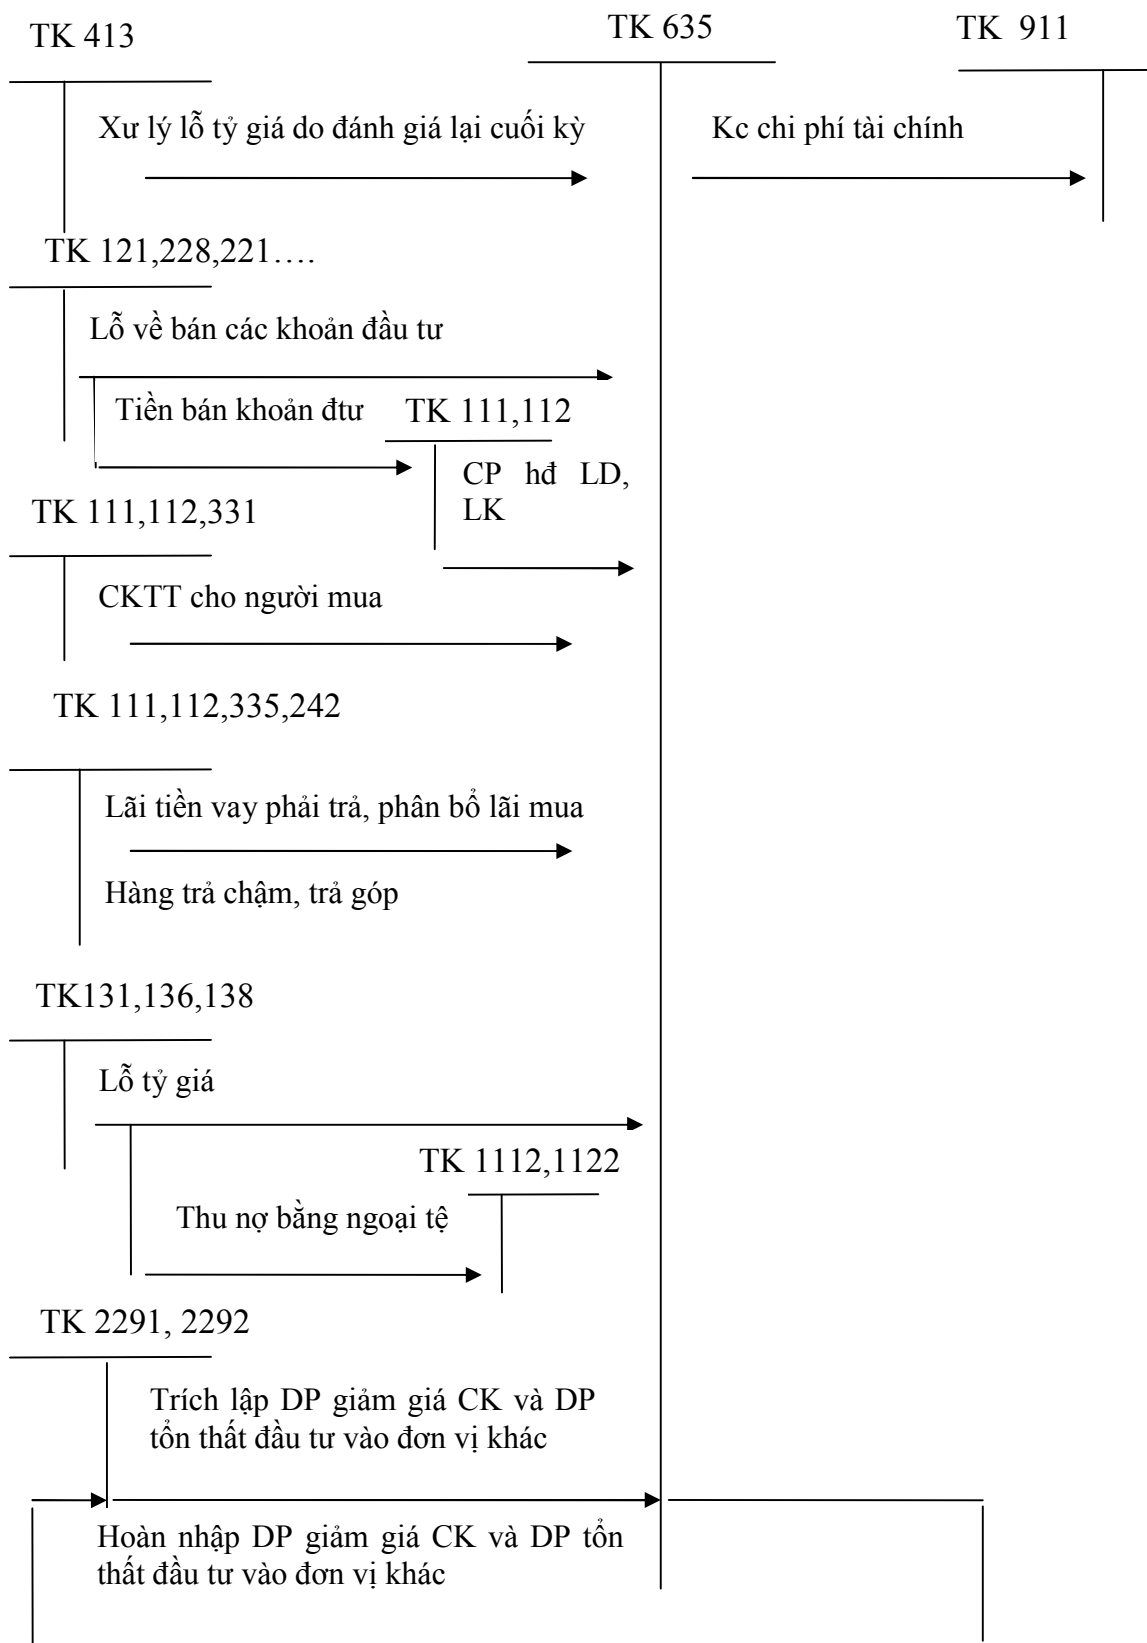 TK 413
TK 635
TK 911
Xư lý lỗ tỷ giá do đánh giá lại cuối kỳ
Kc chi phí tài chính
TK 121,228,221….
Lỗ về bán các khoản đầu tư
Tiền bán khoản đtư
TK 111,112
CP hđ LD,
LK
TK 111,112,331
CKTT cho người mua
TK 111,112,335,242
Lãi tiền vay phải trả, phân bổ lãi mua
Hàng trả chậm, trả góp
TK131,136,138
Lỗ tỷ giá
TK 1112,1122
Thu nợ bằng ngoại tệ
TK 2291, 2292
Trích lập DP giảm giá CK và DP
tổn thất đầu tư vào đơn vị khác
Hoàn nhập DP giảm giá CK và DP tổn
thất đầu tư vào đơn vị khác